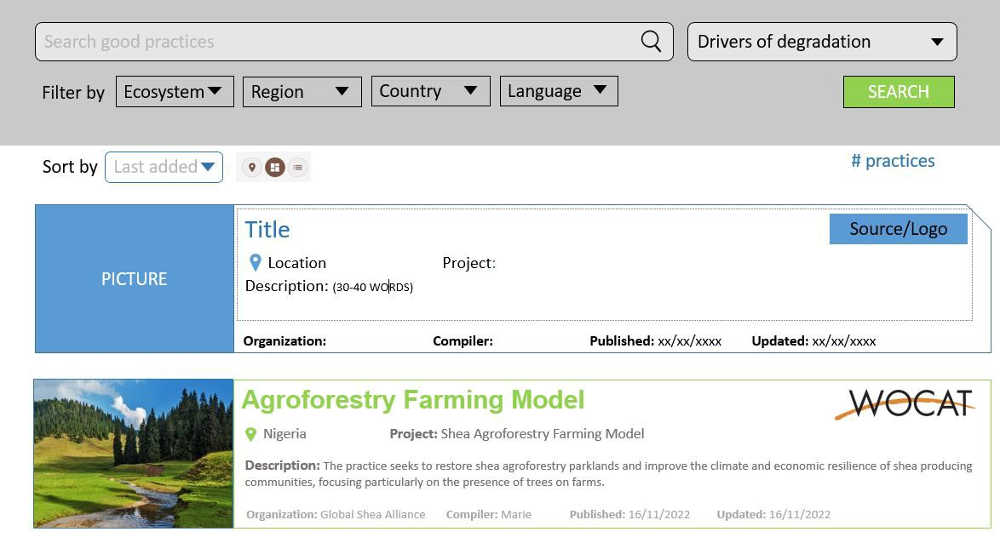 Search good practices
Drivers of degradation
Filter by Ecosystem Region Country Language SEARCH
Sort by Last added
# practices
PICTURE
Title
Source/Logo
Location Project:
Description: (30-40 WORDS)
Organization: Compiler: Published: xx/xx/xxxx Updated: xx/xx/xxxx
Agroforestry Farming Model
WOCAT
Nigeria Project: Shea Agroforestry Farming Model
Description: The practice seeks to restore shea agroforestry parklands and improve the climate and economic resilience of shea producing
communities, focusing particularly on the presence of trees on farms.
Organization: Global Shea Alliance Compiler: Marie Published: 16/11/2022 Updated: 16/11/2022